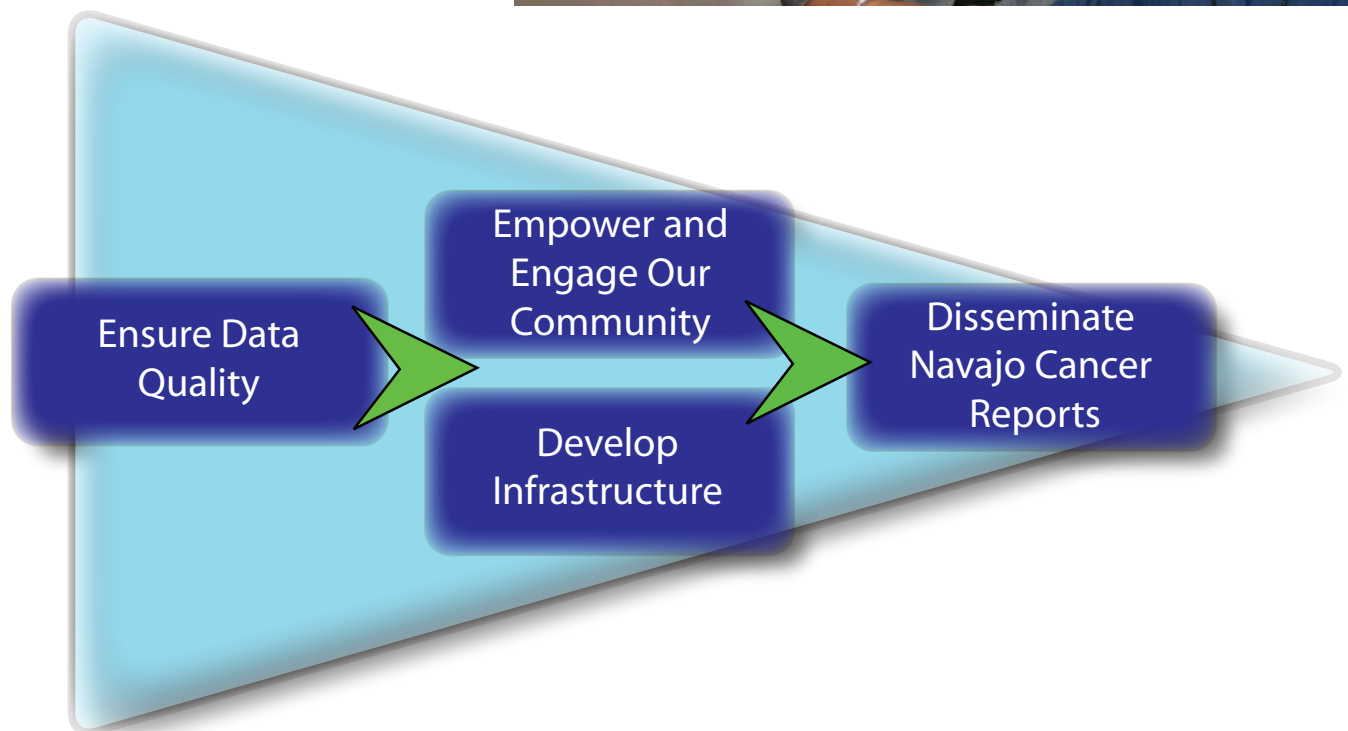 Ensure Data
Quality
Empower and
Engage Our
Community
Develop
Infrastructure
Disseminate
Navajo Cancer
Reports